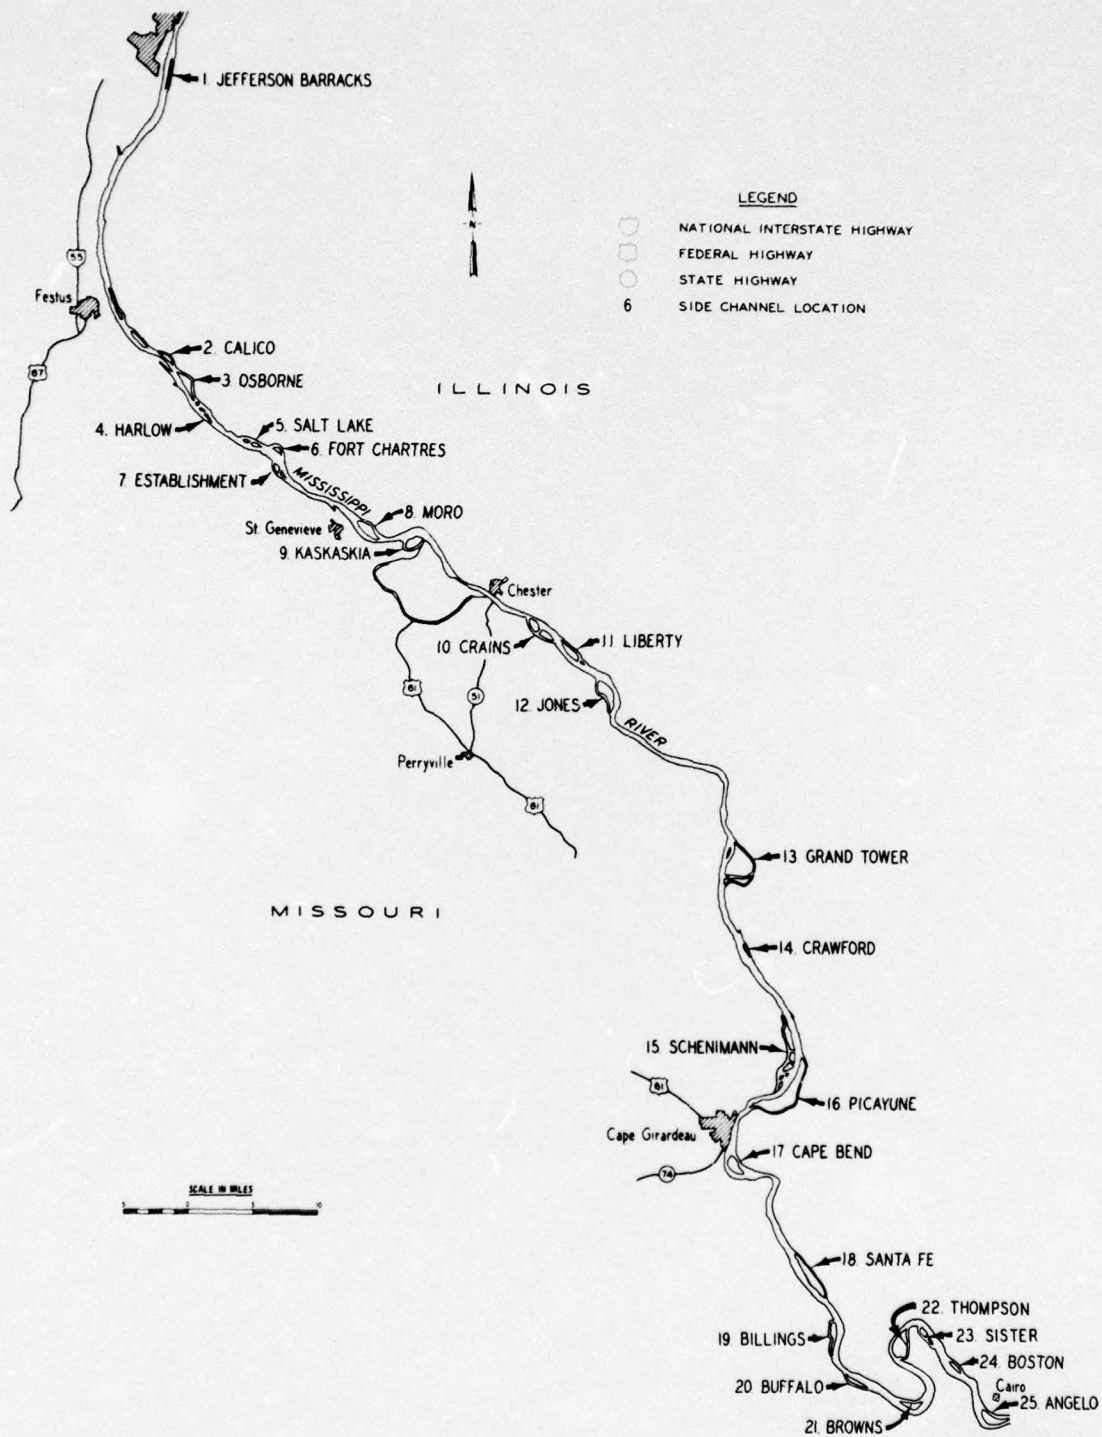 1. JEFFERSON BARRACKS
N
LEGEND
NATIONAL INTERSTATE HIGHWAY
FEDERAL HIGHWAY
STATE HIGHWAY
6 SIDE CHANNEL LOCATION
55
Festus
67
2. CALICO
3. OSBORNE
ILLINOIS
4. HARLOW
5. SALT LAKE
6. FORT CHARTRES
7. ESTABLISHMENT
MISSISSIPPI
8. MORO
St. Genevieve
9. KASKASKIA
Chester
10. CRAINS
11. LIBERTY
61
51
12. JONES
RIVER
Perryville
61
13. GRAND TOWER
MISSOURI
14. CRAWFORD
15. SCHENIMANN
61
16. PICAYUNE
Cape Girardeau
17. CAPE BEND
74
SCALE IN MILES
5 0 5 10
18. SANTA FE
22. THOMPSON
19. BILLINGS
23. SISTER
24. BOSTON
20. BUFFALO
Cairo
25. ANGELO
21. BROWNS